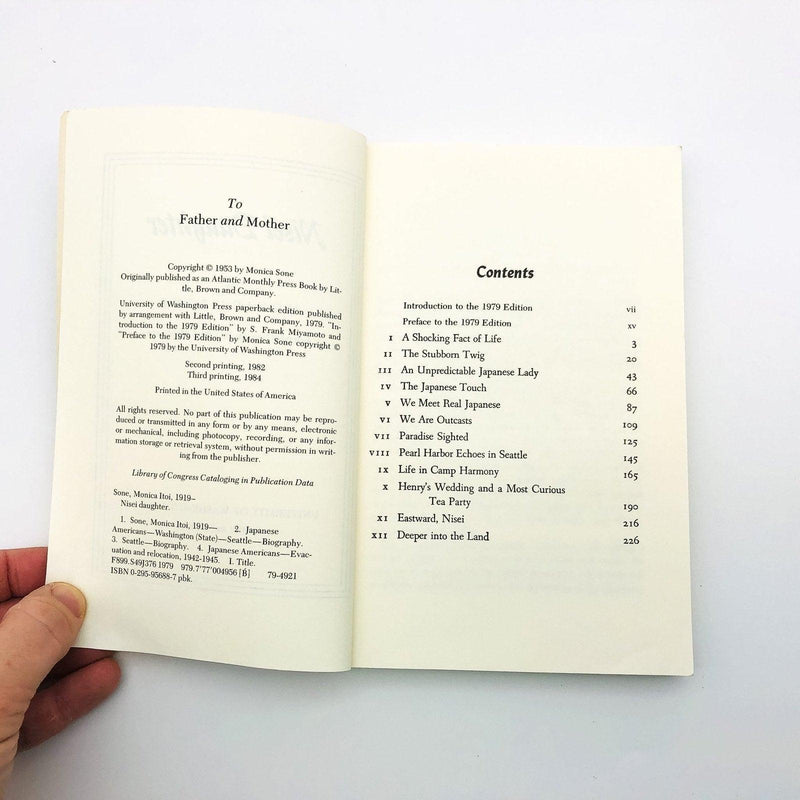 To
Father and Mother
Copyright © 1953 by Monica Sone
Originally published as an Atlantic Monthly Press Book by Lit-
tle, Brown and Company.
University of Washington Press paperback edition published
by arrangement with Little, Brown and Company, 1979. "In-
troduction to the 1979 Edition" by S. Frank Miyamoto and
"Preface to the 1979 Edition" by Monica Sone copyright ©
1979 by the University of Washington Press
Second printing, 1982
Third printing, 1984
Printed in the United States of America
All rights reserved. No part of this publication may be repro-
duced or transmitted in any form or by any means, electronic
or mechanical, including photocopy, recording, or any infor-
mation storage or retrieval system, without permission in writ-
ing from the publisher.
Library of Congress Cataloging in Publication Data
Sone, Monica Itoi, 1919–
Nisei daughter.
1. Sone, Monica Itoi, 1919— 2. Japanese
Americans—Washington (State)—Seattle—Biography.
3. Seattle—Biography. 4. Japanese Americans—Evac-
uation and relocation, 1942-1945. I. Title.
F899.S49J376 1979 979.7'77'004956 [B] 79-4921
ISBN 0-295-95688-7 pbk.
Contents
Introduction to the 1979 Edition vii
Preface to the 1979 Edition xv
I A Shocking Fact of Life 3
II The Stubborn Twig 20
III An Unpredictable Japanese Lady 43
IV The Japanese Touch 66
V We Meet Real Japanese 87
VI We Are Outcasts 109
VII Paradise Sighted 125
VIII Pearl Harbor Echoes in Seattle 145
IX Life in Camp Harmony 165
X Henry's Wedding and a Most Curious
Tea Party 190
XI Eastward, Nisei 216
XII Deeper into the Land 226